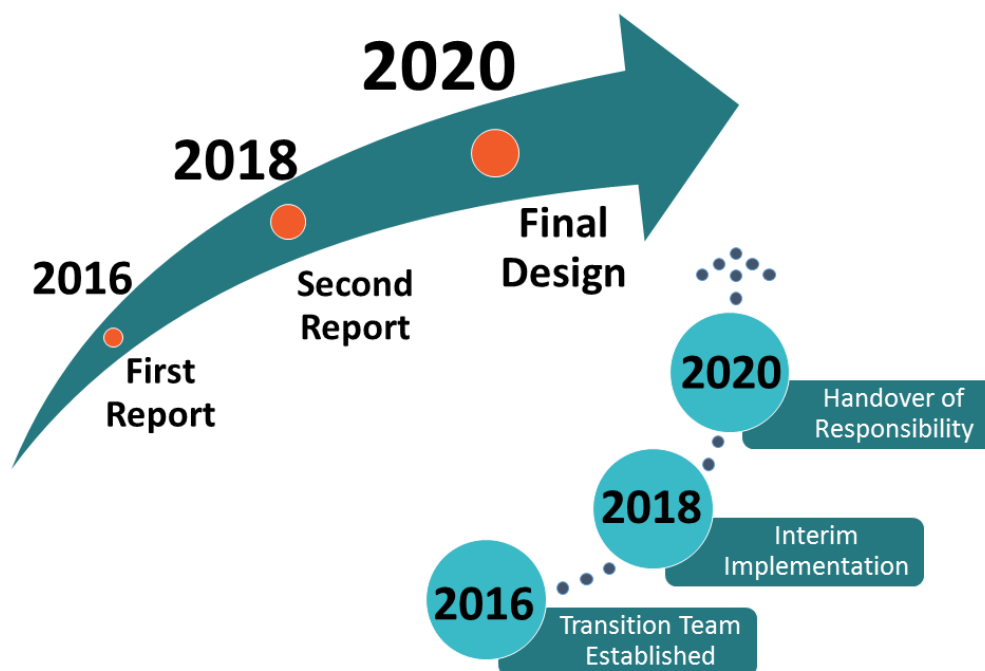 2016
First
Report
2018
Second
Report
2020
Final
Design
2016
Transition Team
Established
2018
Interim
Implementation
2020
Handover of
Responsibility